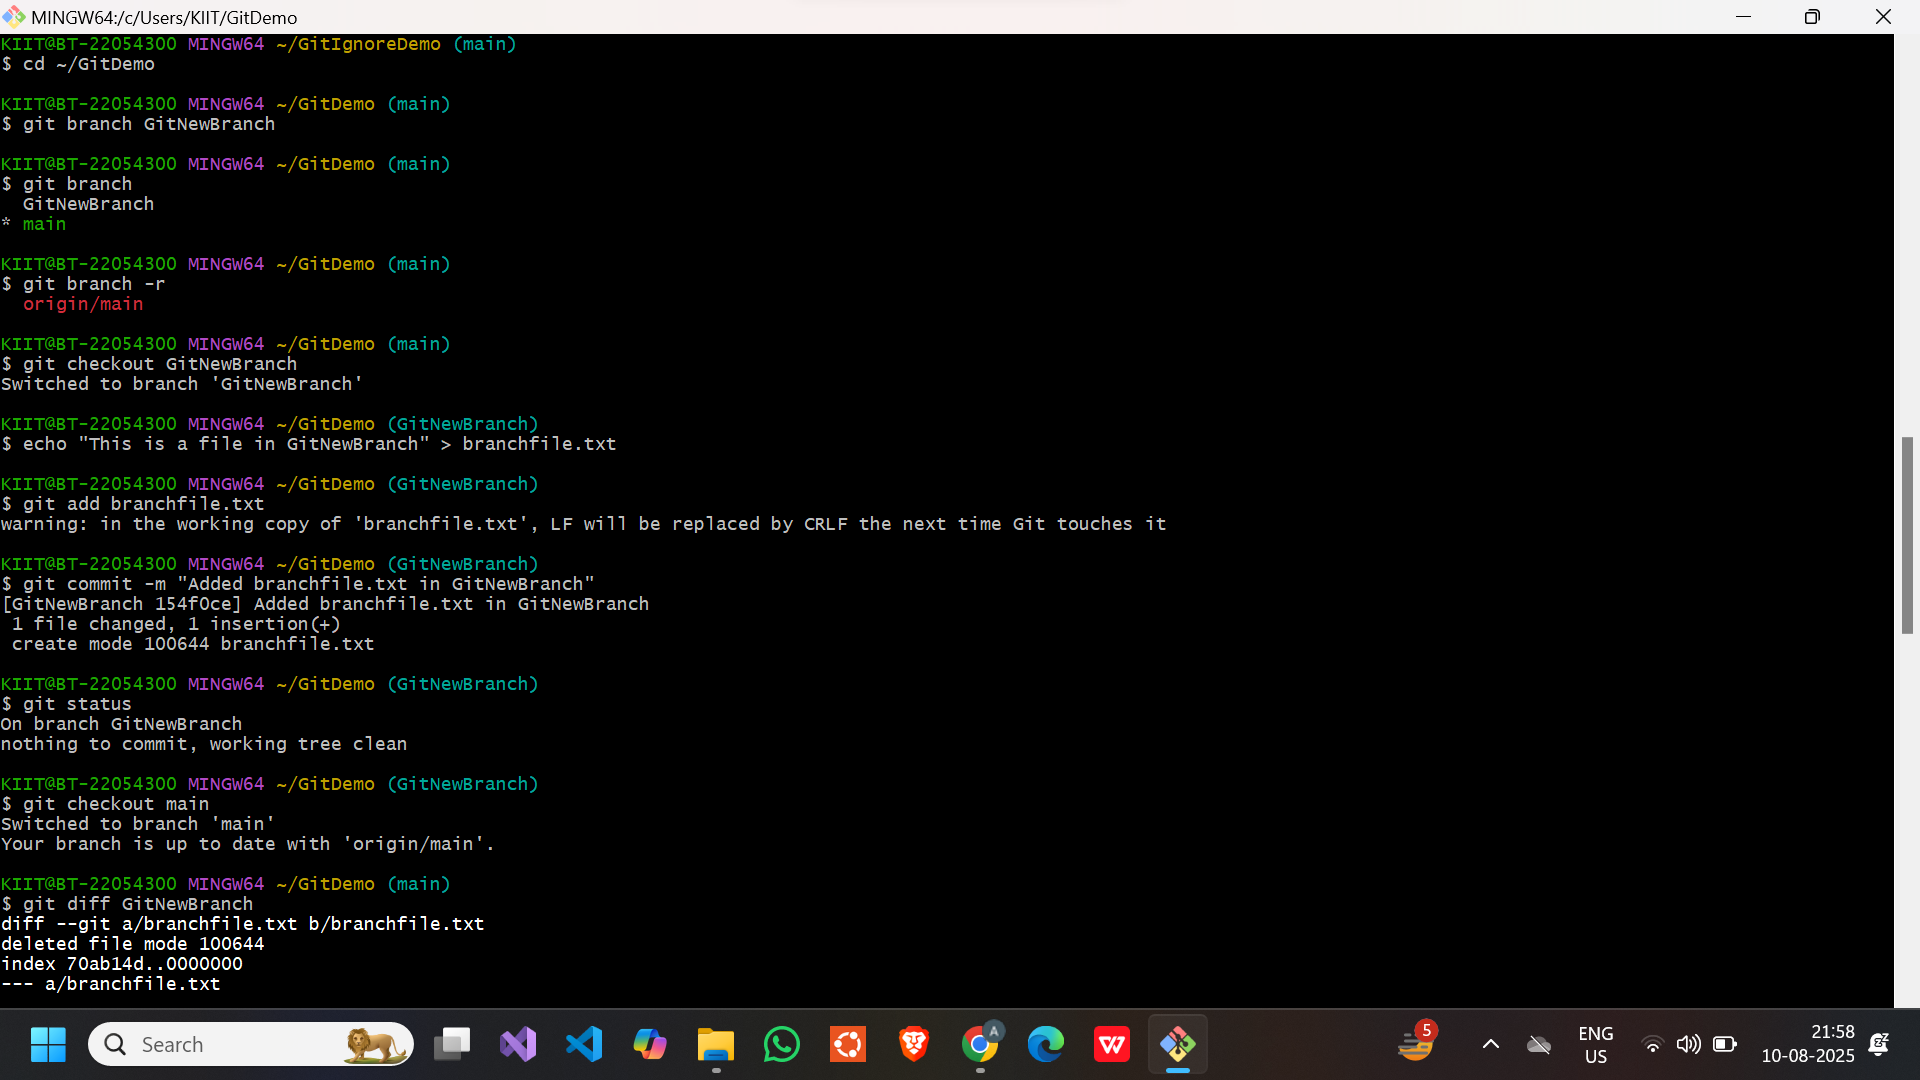 MINGW64:/c/Users/KIIT/GitDemo
KIIT@BT-22054300 MINGW64 ~/GitIgnoreDemo (main)
$ cd ~/GitDemo
KIIT@BT-22054300 MINGW64 ~/GitDemo (main)
$ git branch GitNewBranch
KIIT@BT-22054300 MINGW64 ~/GitDemo (main)
$ git branch
  GitNewBranch
* main
KIIT@BT-22054300 MINGW64 ~/GitDemo (main)
$ git branch -r
  origin/main
KIIT@BT-22054300 MINGW64 ~/GitDemo (main)
$ git checkout GitNewBranch
Switched to branch 'GitNewBranch'
KIIT@BT-22054300 MINGW64 ~/GitDemo (GitNewBranch)
$ echo "This is a file in GitNewBranch" > branchfile.txt
KIIT@BT-22054300 MINGW64 ~/GitDemo (GitNewBranch)
$ git add branchfile.txt
warning: in the working copy of 'branchfile.txt', LF will be replaced by CRLF the next time Git touches it
KIIT@BT-22054300 MINGW64 ~/GitDemo (GitNewBranch)
$ git commit -m "Added branchfile.txt in GitNewBranch"
[GitNewBranch 154f0ce] Added branchfile.txt in GitNewBranch
 1 file changed, 1 insertion(+)
 create mode 100644 branchfile.txt
KIIT@BT-22054300 MINGW64 ~/GitDemo (GitNewBranch)
$ git status
On branch GitNewBranch
nothing to commit, working tree clean
KIIT@BT-22054300 MINGW64 ~/GitDemo (GitNewBranch)
$ git checkout main
Switched to branch 'main'
Your branch is up to date with 'origin/main'.
KIIT@BT-22054300 MINGW64 ~/GitDemo (main)
$ git diff GitNewBranch
diff --git a/branchfile.txt b/branchfile.txt
deleted file mode 100644
index 70ab14d..0000000
--- a/branchfile.txt
Search
A
W
5
ENG
US
21:58
10-08-2025